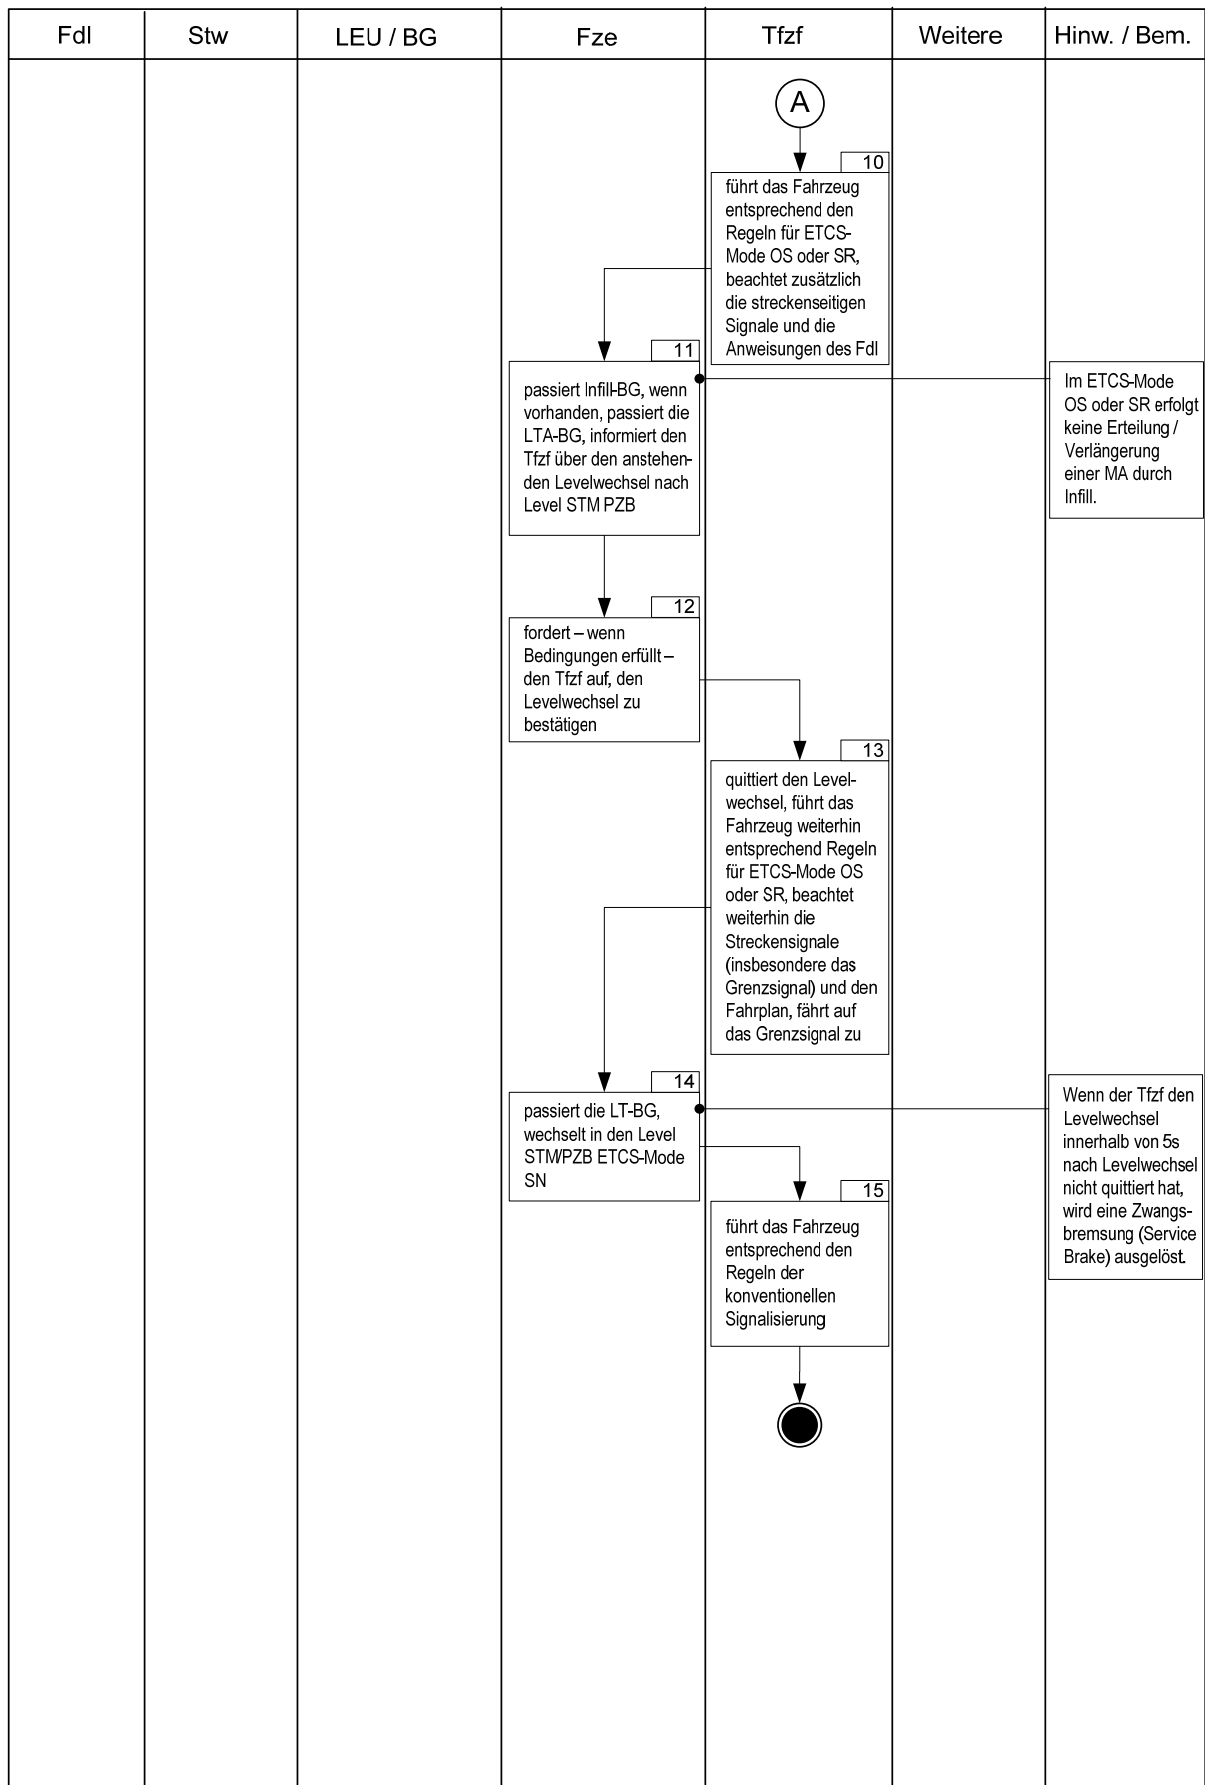 Fdl
Stw
LEU / BG
Fze
Tfzf
Weitere
Hinw. / Bem.
A
10
führt das Fahrzeug
entsprechend den
Regeln für ETCS-
Mode OS oder SR,
beachtet zusätzlich
die streckenseitigen
Signale und die
Anweisungen des Fdl
11
passiert Infill-BG, wenn
vorhanden, passiert die
LTA-BG, informiert den
Tfzf über den anstehen-
den Levelwechsel nach
Level STM PZB
Im ETCS-Mode
OS oder SR erfolgt
keine Erteilung /
Verlängerung
einer MA durch
Infill.
12
fordert – wenn
Bedingungen erfüllt –
den Tfzf auf, den
Levelwechsel zu
bestätigen
13
quittiert den Level-
wechsel, führt das
Fahrzeug weiterhin
entsprechend Regeln
für ETCS-Mode OS
oder SR, beachtet
weiterhin die
Streckensignale
(insbesondere das
Grenzsignal) und den
Fahrplan, fährt auf
das Grenzsignal zu
14
passiert die LT-BG,
wechselt in den Level
STM/PZB ETCS-Mode
SN
Wenn der Tfzf den
Levelwechsel
innerhalb von 5s
nach Levelwechsel
nicht quittiert hat,
wird eine Zwangs-
bremsung (Service
Brake) ausgelöst.
15
führt das Fahrzeug
entsprechend den
Regeln der
konventionellen
Signalisierung